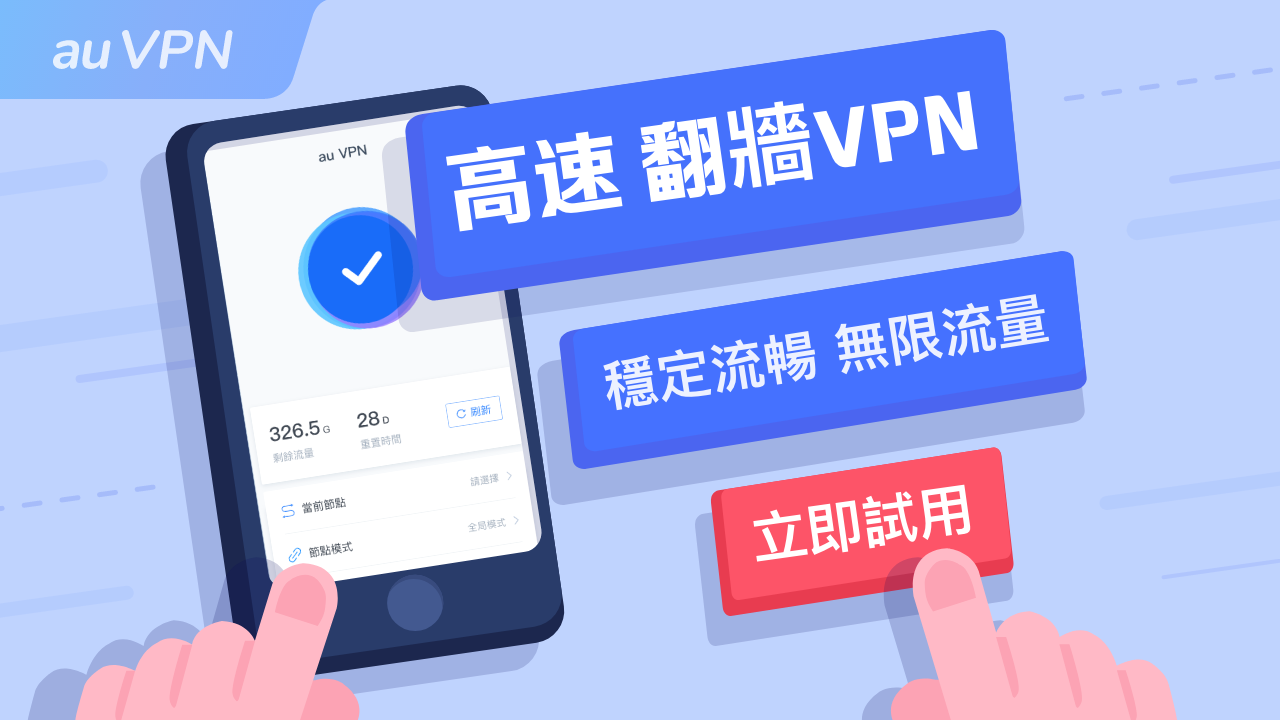 au VPN
au VPN
高速 翻牆VPN
穩定流暢 無限流量
326.5 G
剩餘流量
28 D
重置時間
刷新
當前節點
請選擇
節點模式
全局模式
立即試用